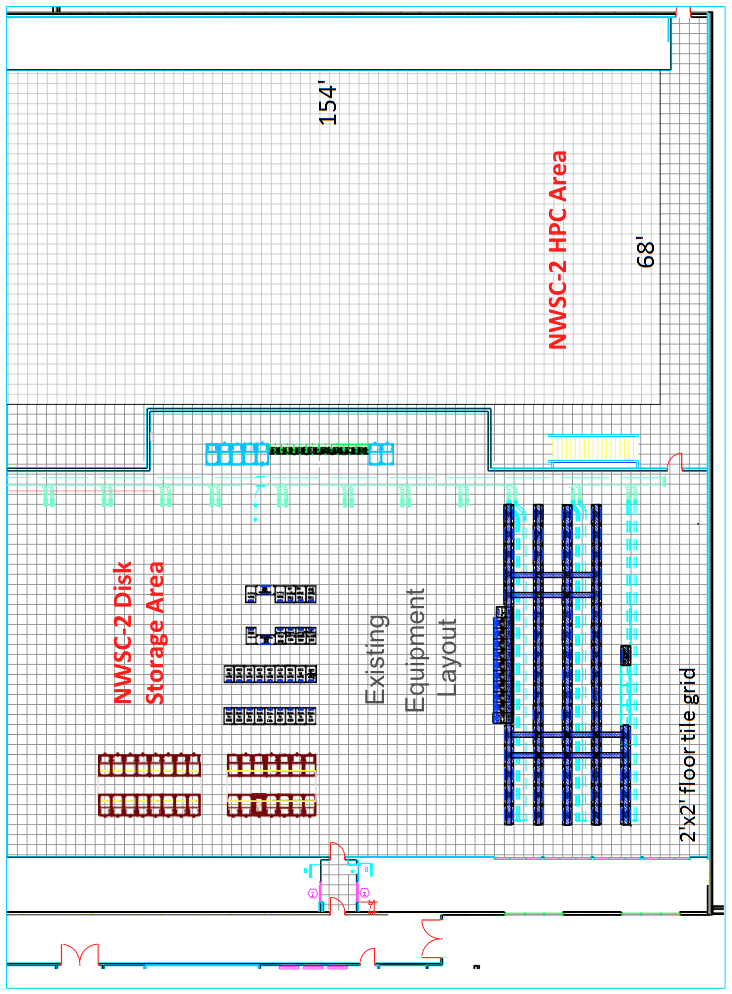 154'
NWSC-2 HPC Area
68'
NWSC-2 Disk
Storage Area
Existing
Equipment
Layout
2'x2' floor tile grid